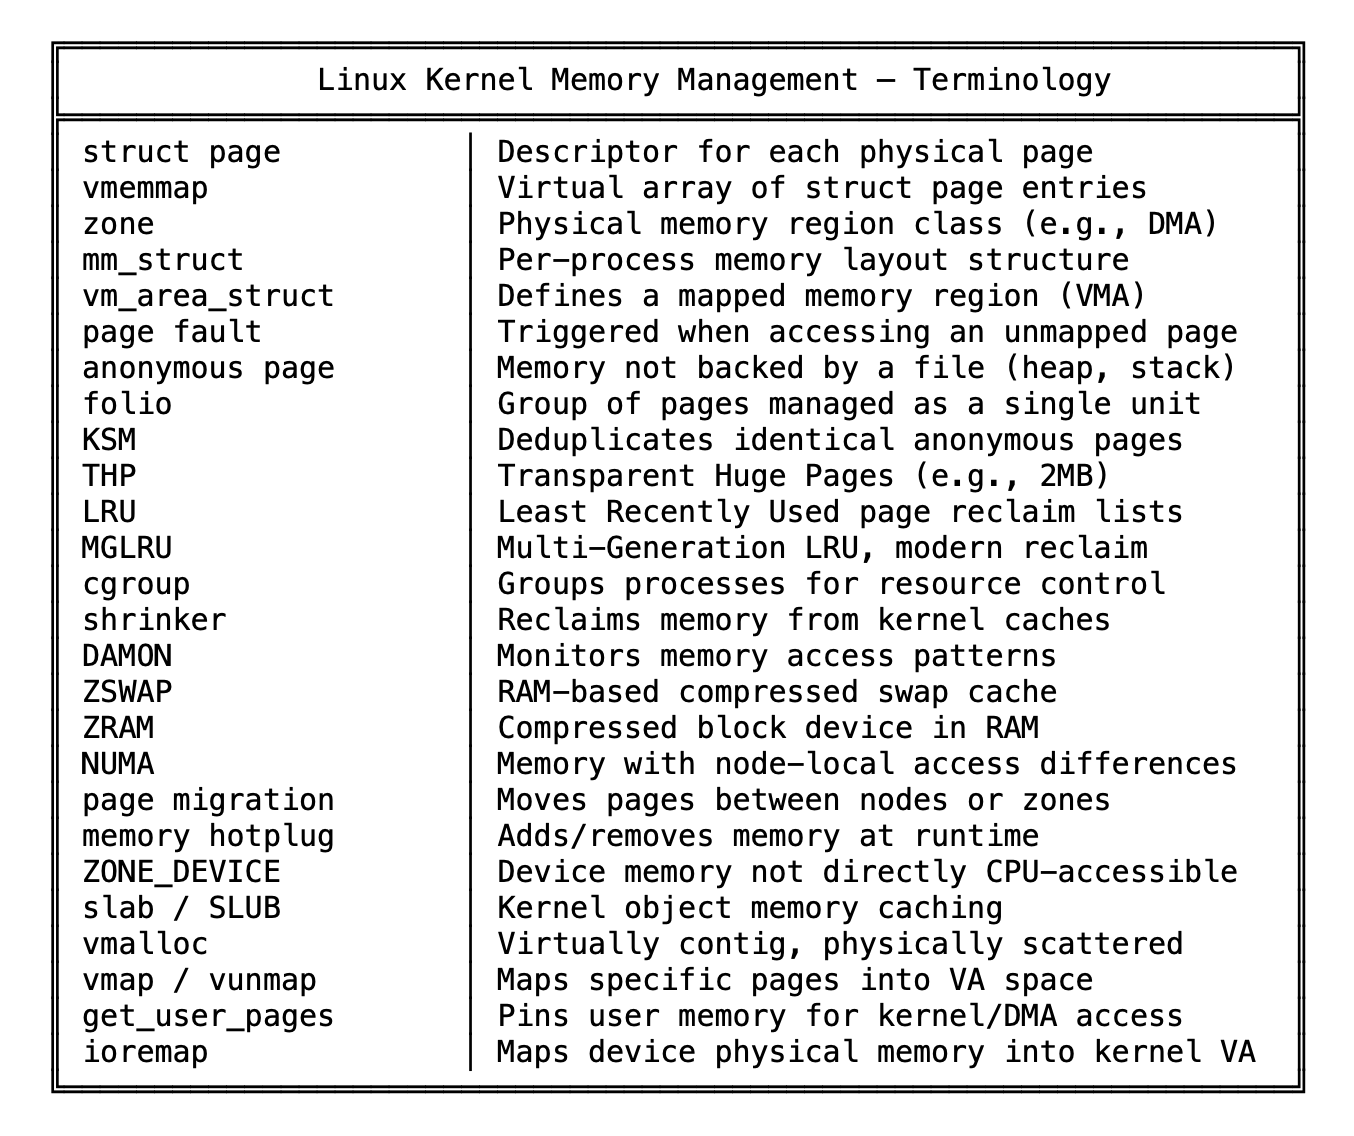 Linux Kernel Memory Management – Terminology
struct page | Descriptor for each physical page
vmemmap | Virtual array of struct page entries
zone | Physical memory region class (e.g., DMA)
mm_struct | Per-process memory layout structure
vm_area_struct | Defines a mapped memory region (VMA)
page fault | Triggered when accessing an unmapped page
anonymous page | Memory not backed by a file (heap, stack)
folio | Group of pages managed as a single unit
KSM | Deduplicates identical anonymous pages
THP | Transparent Huge Pages (e.g., 2MB)
LRU | Least Recently Used page reclaim lists
MGLRU | Multi-Generation LRU, modern reclaim
cgroup | Groups processes for resource control
shrinker | Reclaims memory from kernel caches
DAMON | Monitors memory access patterns
ZSWAP | RAM-based compressed swap cache
ZRAM | Compressed block device in RAM
NUMA | Memory with node-local access differences
page migration | Moves pages between nodes or zones
memory hotplug | Adds/removes memory at runtime
ZONE_DEVICE | Device memory not directly CPU-accessible
slab / SLUB | Kernel object memory caching
vmalloc | Virtually contig, physically scattered
vmap / vunmap | Maps specific pages into VA space
get_user_pages | Pins user memory for kernel/DMA access
ioremap | Maps device physical memory into kernel VA